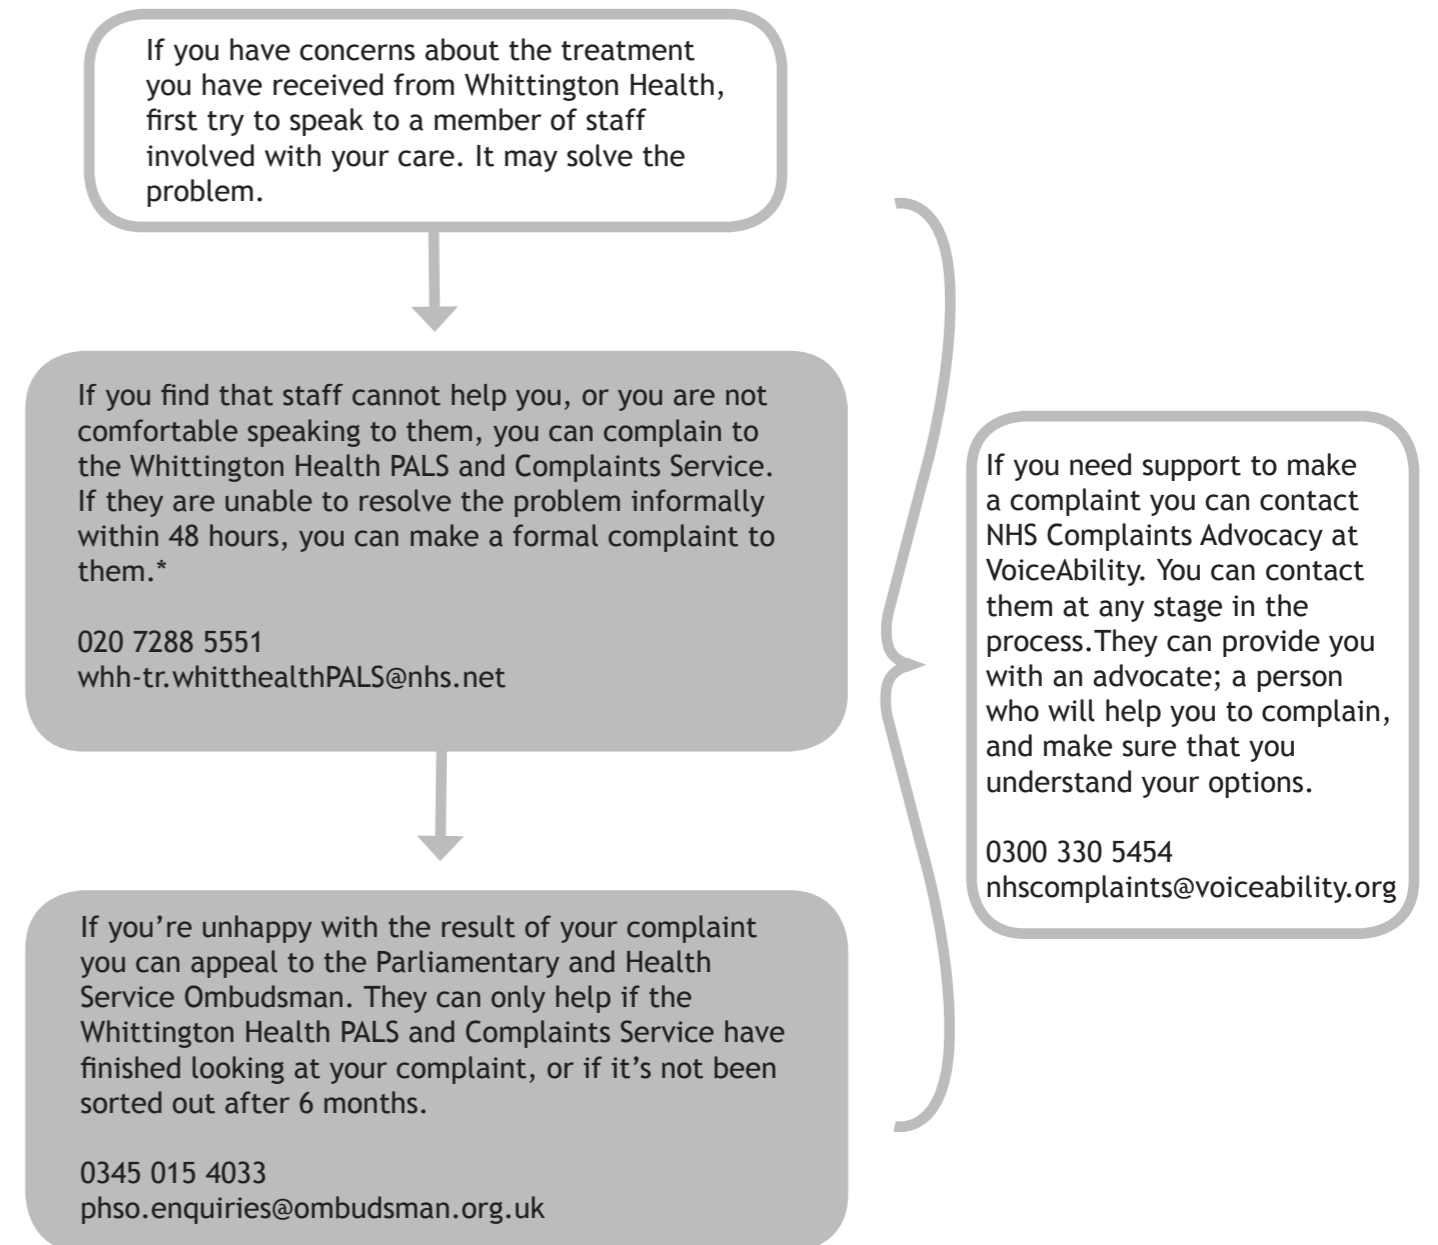 If you have concerns about the treatment
you have received from Whittington Health,
first try to speak to a member of staff
involved with your care. It may solve the
problem.
If you find that staff cannot help you, or you are not
comfortable speaking to them, you can complain to
the Whittington Health PALS and Complaints Service.
If they are unable to resolve the problem informally
within 48 hours, you can make a formal complaint to
them.*
020 7288 5551
whh-tr.whitthealthPALS@nhs.net
If you’re unhappy with the result of your complaint
you can appeal to the Parliamentary and Health
Service Ombudsman. They can only help if the
Whittington Health PALS and Complaints Service have
finished looking at your complaint, or if it’s not been
sorted out after 6 months.
0345 015 4033
phso.enquiries@ombudsman.org.uk
If you need support to make
a complaint you can contact
NHS Complaints Advocacy at
VoiceAbility. You can contact
them at any stage in the
process.They can provide you
with an advocate; a person
who will help you to complain,
and make sure that you
understand your options.
0300 330 5454
nhscomplaints@voiceability.org